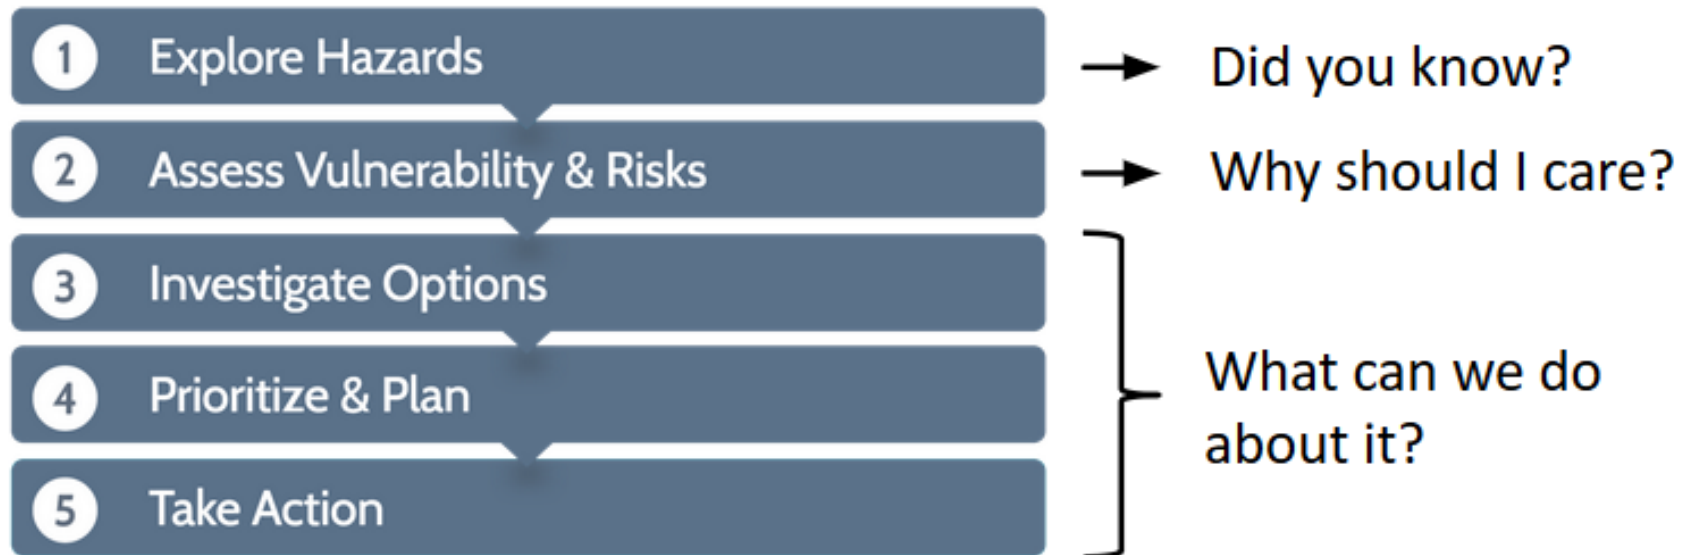 1 Explore Hazards
Did you know?
2 Assess Vulnerability & Risks
Why should I care?
3 Investigate Options
4 Prioritize & Plan
5 Take Action
What can we do
about it?